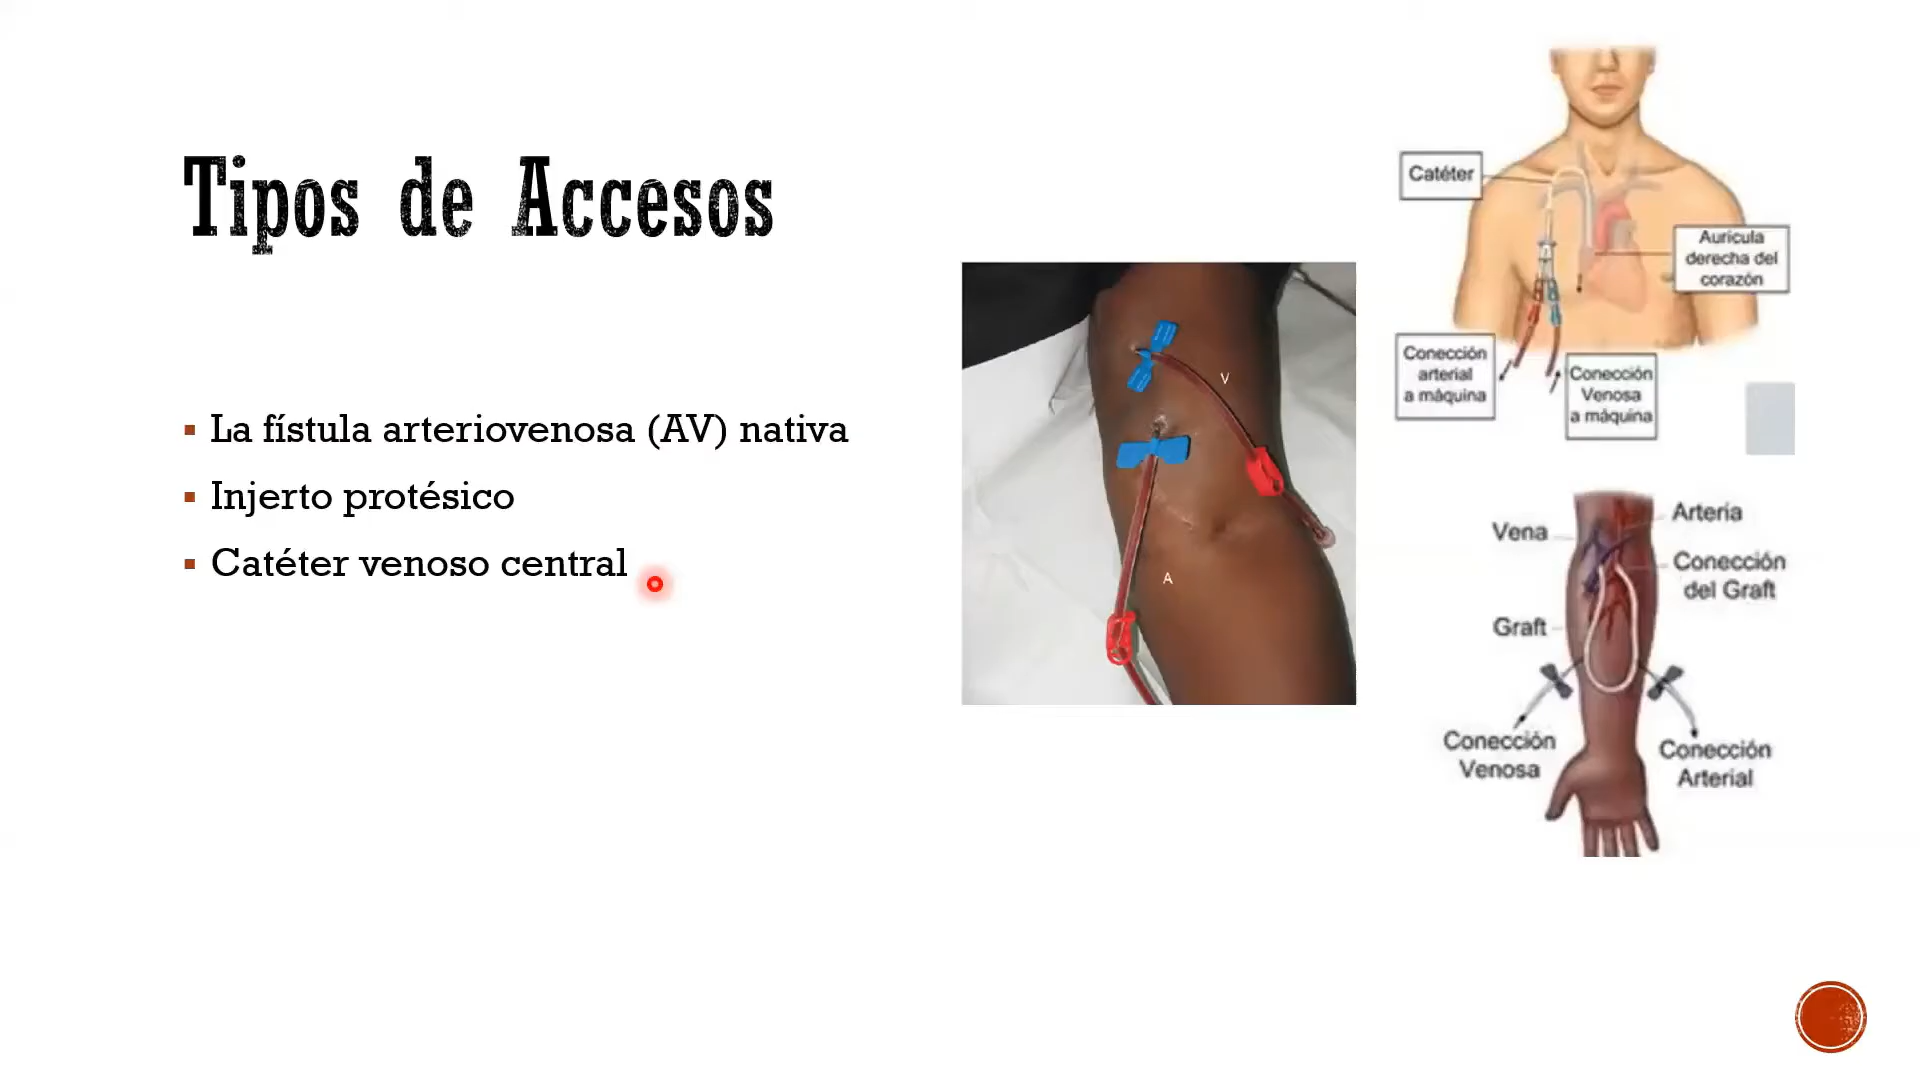 Tipos de Accesos
La fístula arteriovenosa (AV) nativa
Injerto protésico
Catéter venoso central
V
A
Catéter
Auricula
derecha del
corazón
Conección
arterial
a máquina
Conección
Venosa
a máquina
Vena
Arteria
Conección
del Graft
Graft
Conección
Venosa
Conección
Arterial